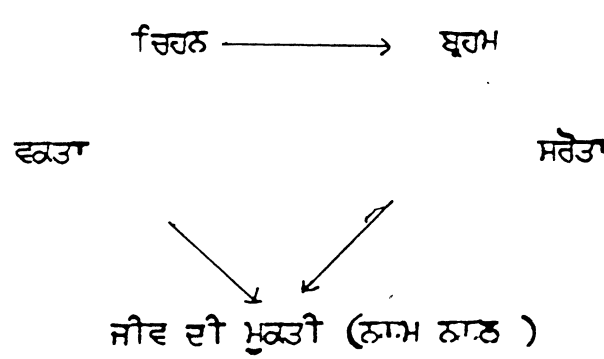 ਚਿਹਨ ਬ੍ਰਹਮ
ਵਕਤਾ ਸਰੋਤਾ
ਜੀਵ ਦੀ ਮੁਕਤੀ (ਨਾਮ ਨਾਲ )